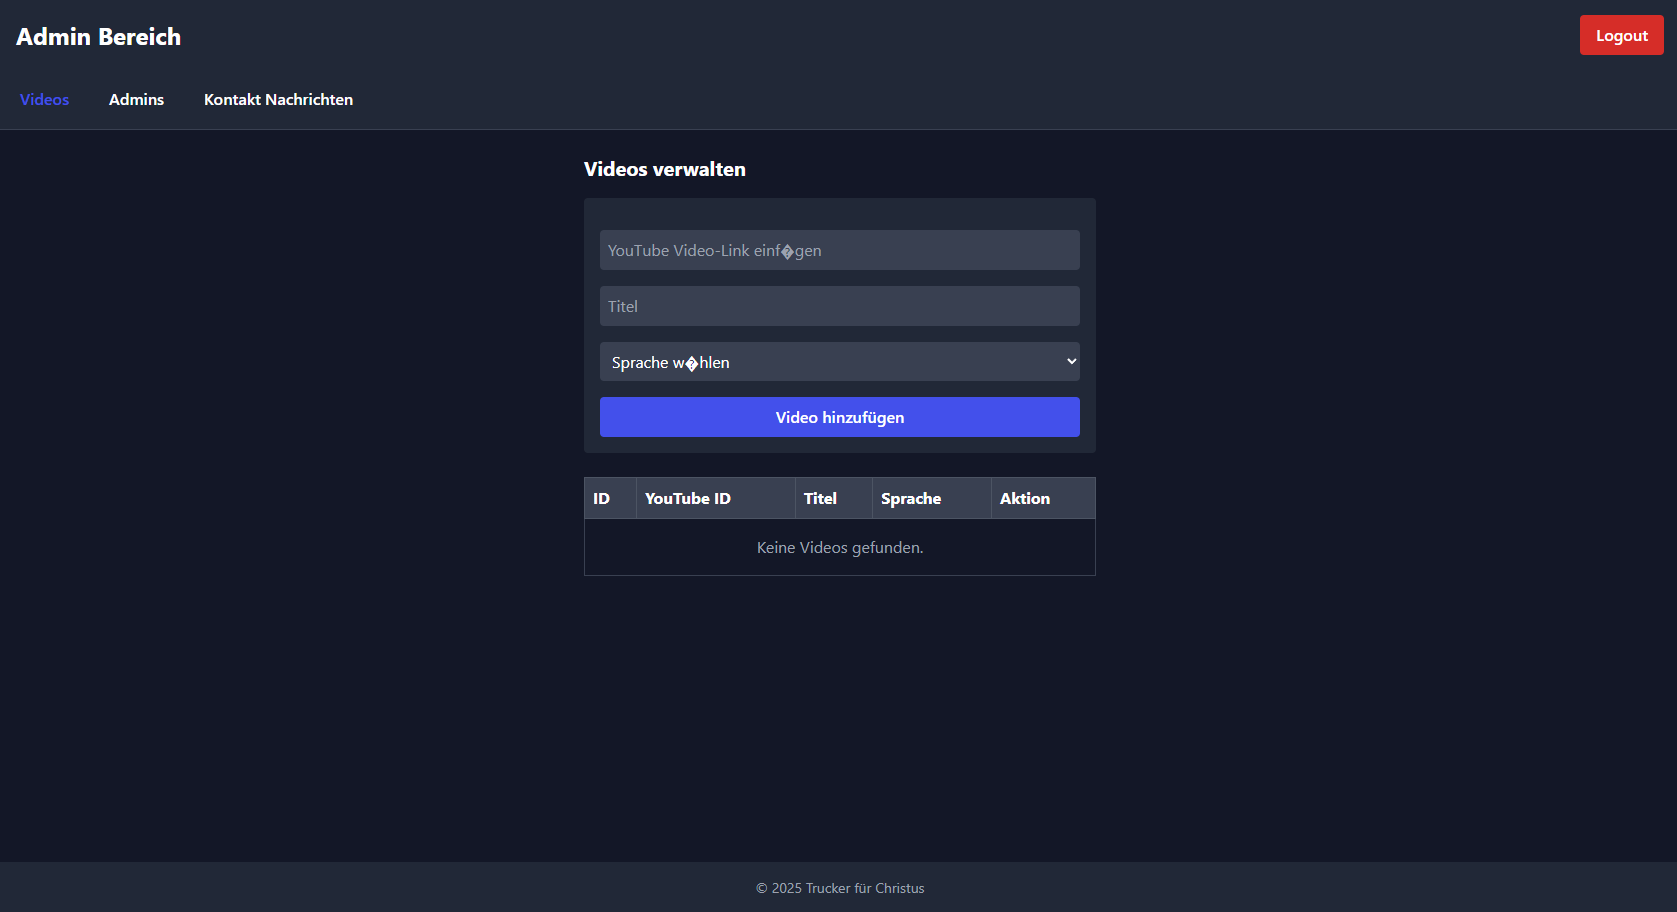 Admin Bereich
Logout
Videos Admins Kontakt Nachrichten
Videos verwalten
YouTube Video-Link einf�gen
Titel
Sprache w�hlen
Video hinzufügen
ID YouTube ID Titel Sprache Aktion
Keine Videos gefunden.
© 2025 Trucker für Christus